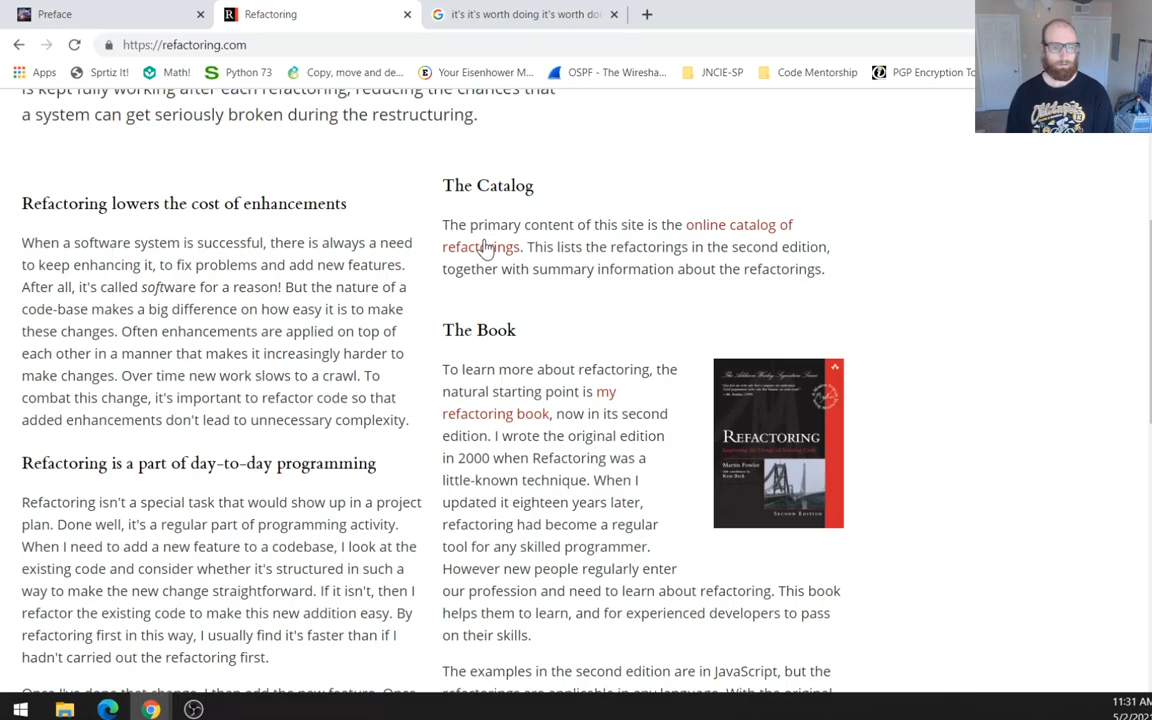 Preface
Refactoring
it's it's worth doing it's worth do
https://refactoring.com
Apps
Sprtiz It!
Math!
Python 73
Copy, move and de...
Your Eisenhower M...
OSPF - The Wiresha...
JNCIE-SP
Code Mentorship
PGP Encryption To
is kept fully working after each refactoring, reducing the chances that
a system can get seriously broken during the restructuring.
Refactoring lowers the cost of enhancements
When a software system is successful, there is always a need
to keep enhancing it, to fix problems and add new features.
After all, it's called software for a reason! But the nature of a
code-base makes a big difference on how easy it is to make
these changes. Often enhancements are applied on top of
each other in a manner that makes it increasingly harder to
make changes. Over time new work slows to a crawl. To
combat this change, it's important to refactor code so that
added enhancements don't lead to unnecessary complexity.
Refactoring is a part of day-to-day programming
Refactoring isn't a special task that would show up in a project
plan. Done well, it's a regular part of programming activity.
When I need to add a new feature to a codebase, I look at the
existing code and consider whether it's structured in such a
way to make the new change straightforward. If it isn't, then I
refactor the existing code to make this new addition easy. By
refactoring first in this way, I usually find it's faster than if I
hadn't carried out the refactoring first.
Once I've done that change, I then add the new feature. Once
The Catalog
The primary content of this site is the online catalog of
refactorings. This lists the refactorings in the second edition,
together with summary information about the refactorings.
The Book
To learn more about refactoring, the
natural starting point is my
refactoring book, now in its second
edition. I wrote the original edition
in 2000 when Refactoring was a
little-known technique. When I
updated it eighteen years later,
refactoring had become a regular
tool for any skilled programmer.
However new people regularly enter
our profession and need to learn about refactoring. This book
helps them to learn, and for experienced developers to pass
on their skills.
The examples in the second edition are in JavaScript, but the
refactorings are applicable in any language. With the original
The Addison-Wesley Signature Series
REFACTORING
Martin Fowler
Kent Beck
SECOND EDITION
11:31 AM
5/2/202